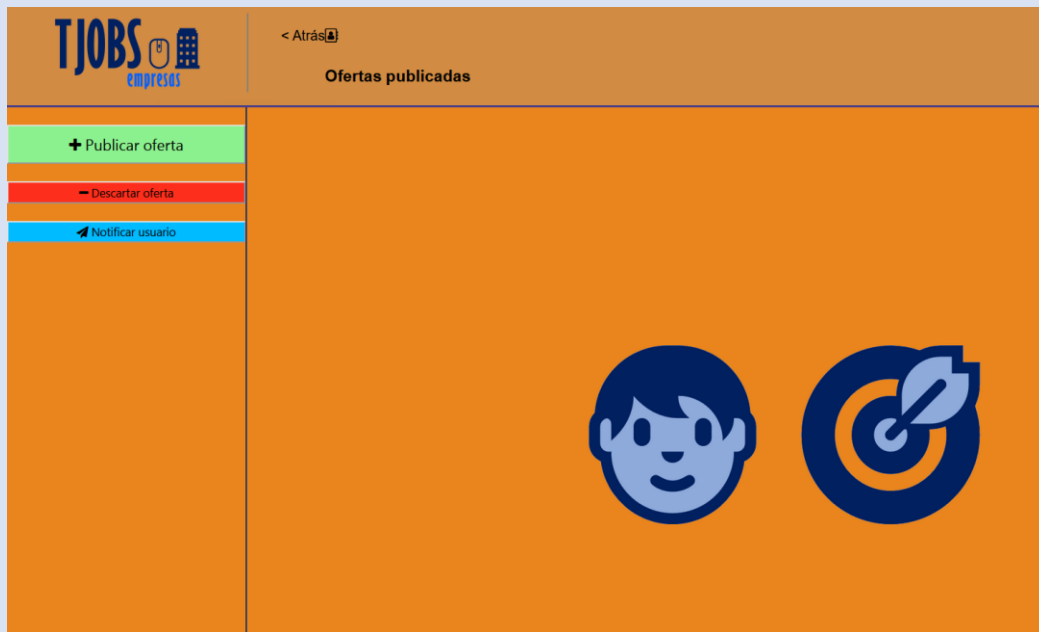 TJOBS
empresas
< Atrás
Ofertas publicadas
Publicar oferta
Descartar oferta
Notificar usuario